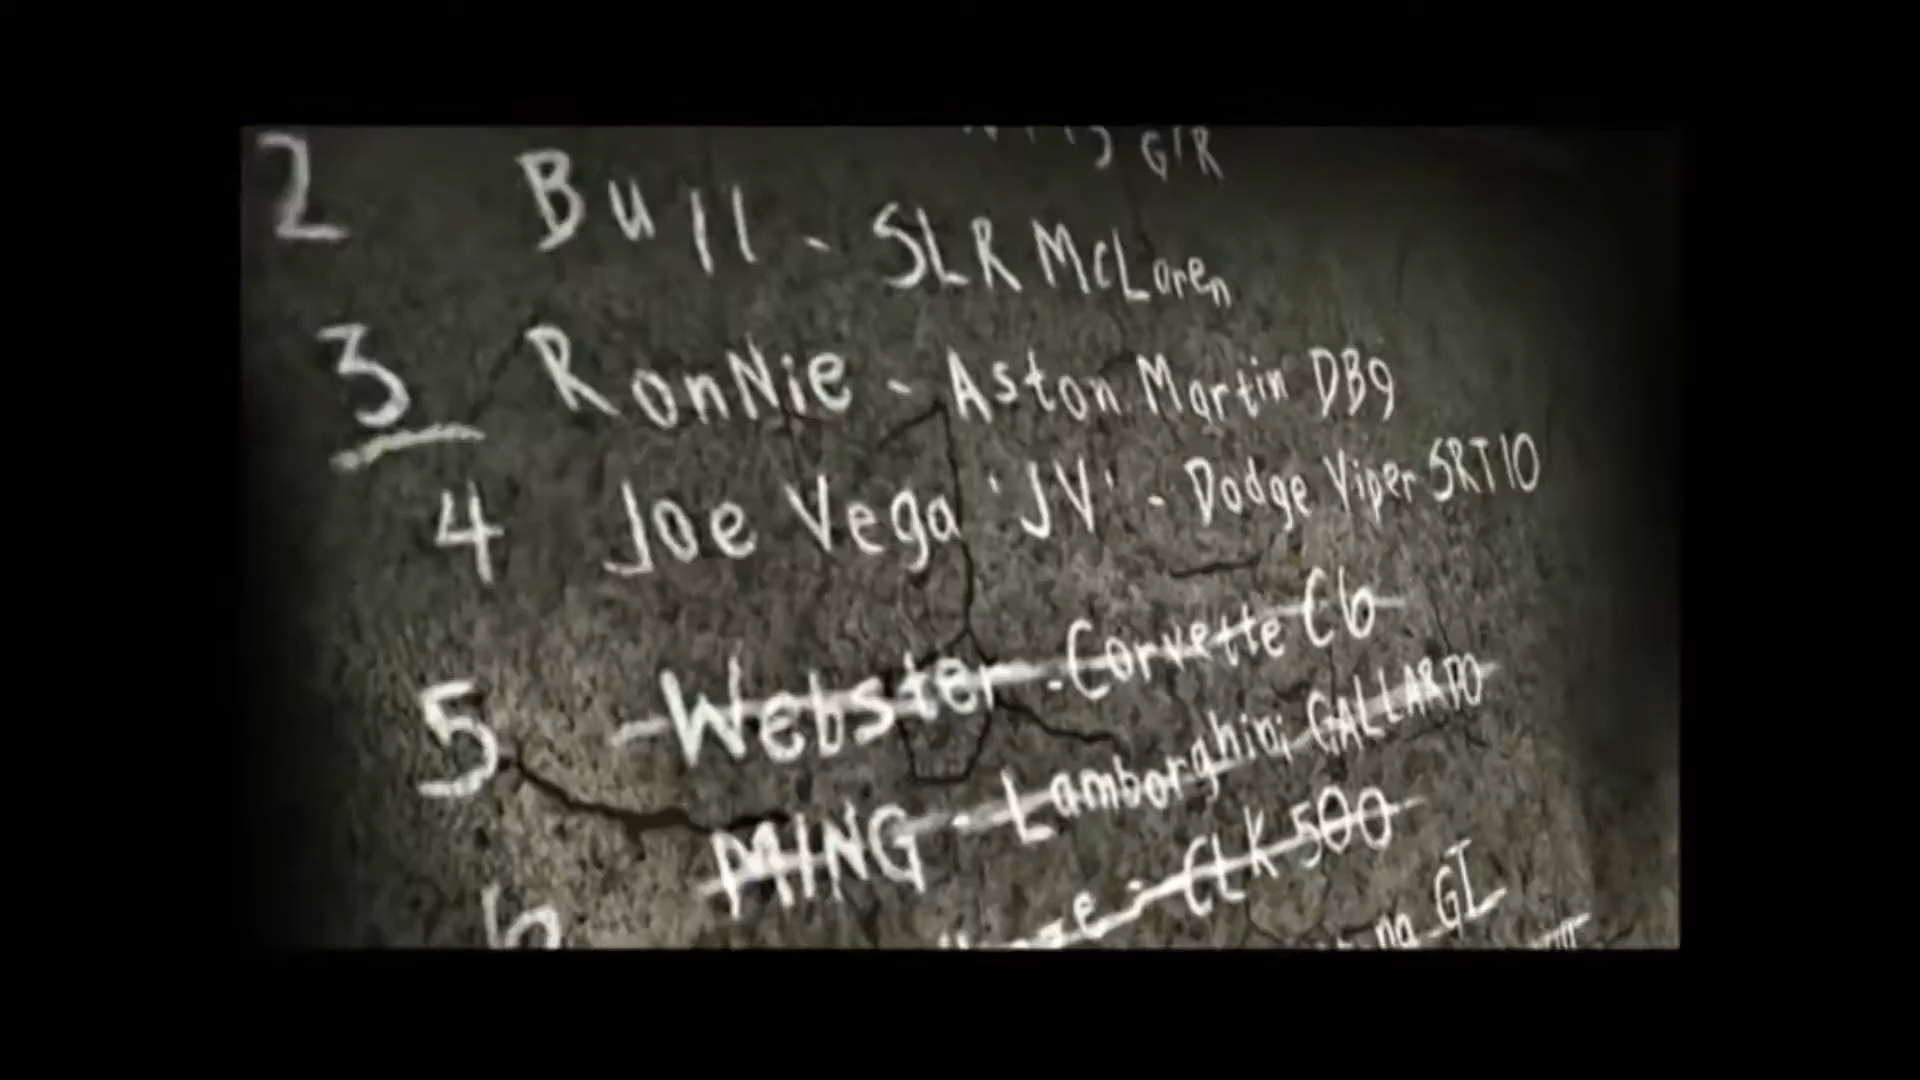 2 Bull - SLR McLaren
3 RonNie - Aston Martin DB9
4 Joe Vega 'JV' - Dodge Viper SRT10
5 Webster - Corvette C6
MING - Lamborghini GALLARDO
CLK 500
GT